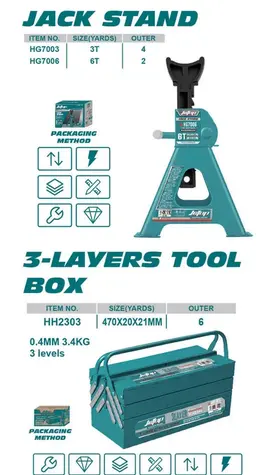 JACK STAND
ITEM NO. SIZE(YARDS) OUTER
HG7003 3T 4
HG7006 6T 2
PACKAGING
METHOD
HG7006
6T
3-LAYERS TOOL
BOX
ITEM NO. SIZE(YARDS) OUTER
HH2303 470X20X21MM 6
0.4MM 3.4KG
3 levels
PACKAGING
METHOD